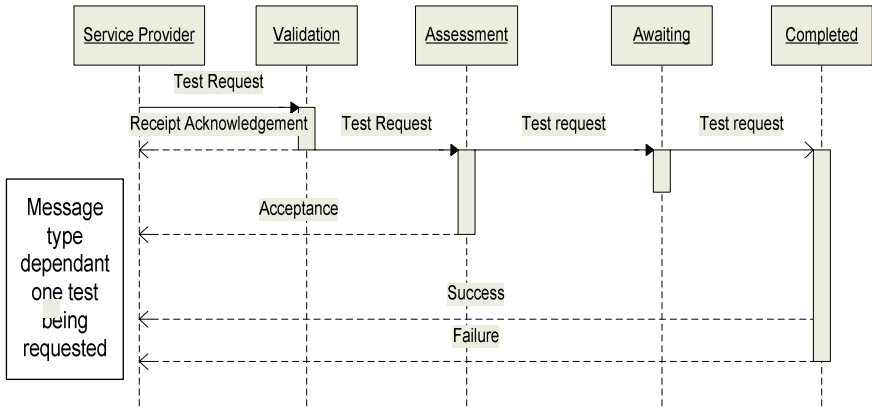 Service Provider
Validation
Assessment
Awaiting
Completed
Test Request
Receipt Acknowledgement
Test Request
Test request
Test request
Acceptance
Message
type
dependant
one test
being
requested
Success
Failure